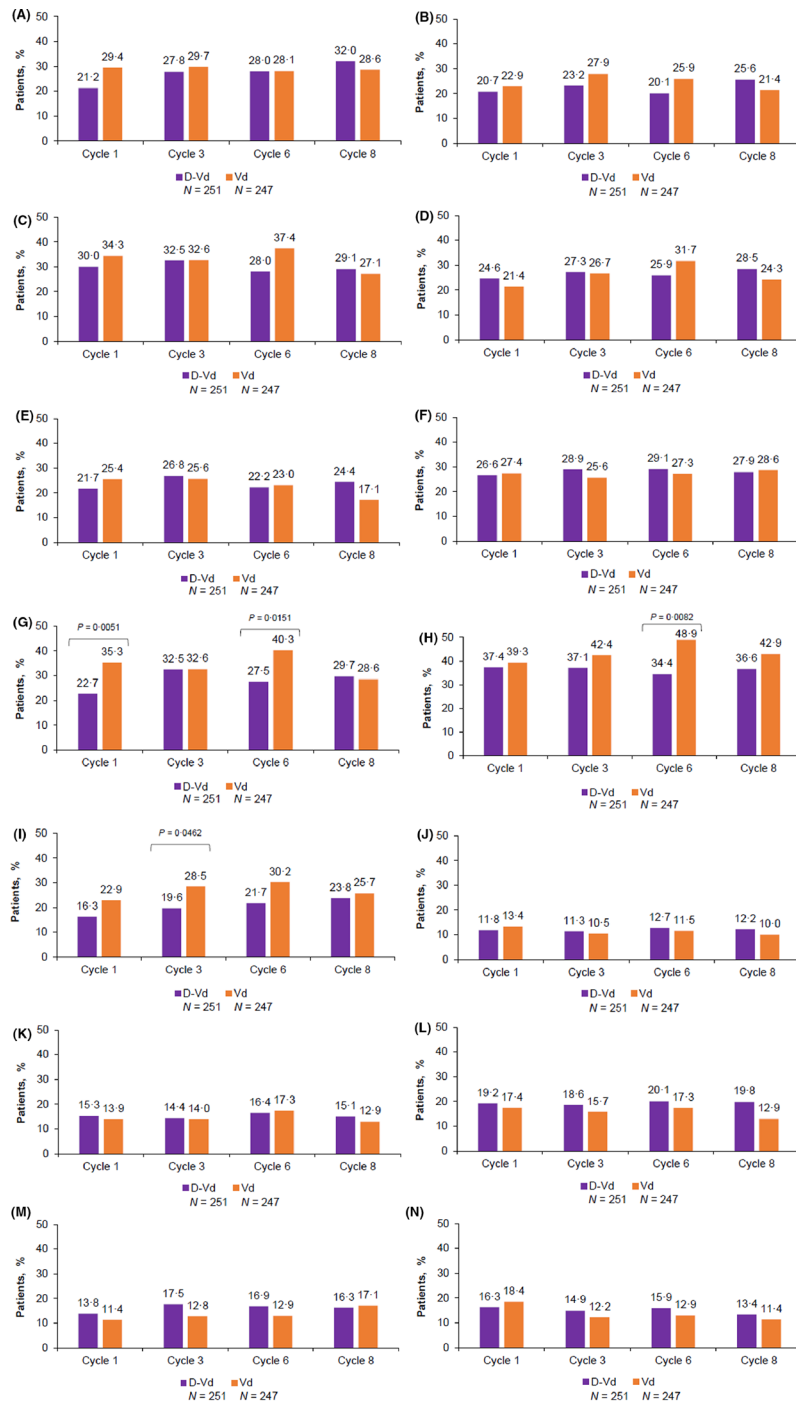 (A)
Patients, %
50
40
30
20
10
0
21·2 29·4 27·8 29·7 28·0 28·1 32·0 28·6
Cycle 1 Cycle 3 Cycle 6 Cycle 8
D-Vd Vd
N = 251 N = 247
(B)
Patients, %
50
40
30
20
10
0
20·7 22·9 23·2 27·9 20·1 25·9 25·6 21·4
Cycle 1 Cycle 3 Cycle 6 Cycle 8
D-Vd Vd
N = 251 N = 247
(C)
Patients, %
50
40
30
20
10
0
30·0 34·3 32·5 32·6 28·0 37·4 29·1 27·1
Cycle 1 Cycle 3 Cycle 6 Cycle 8
D-Vd Vd
N = 251 N = 247
(D)
Patients, %
50
40
30
20
10
0
24·6 21·4 27·3 26·7 25·9 31·7 28·5 24·3
Cycle 1 Cycle 3 Cycle 6 Cycle 8
D-Vd Vd
N = 251 N = 247
(E)
Patients, %
50
40
30
20
10
0
21·7 25·4 26·8 25·6 22·2 23·0 24·4 17·1
Cycle 1 Cycle 3 Cycle 6 Cycle 8
D-Vd Vd
N = 251 N = 247
(F)
Patients, %
50
40
30
20
10
0
26·6 27·4 28·9 25·6 29·1 27·3 27·9 28·6
Cycle 1 Cycle 3 Cycle 6 Cycle 8
D-Vd Vd
N = 251 N = 247
(G)
Patients, %
P = 0·0051 P = 0·0151
50
40
30
20
10
0
22·7 35·3 32·5 32·6 27·5 40·3 29·7 28·6
Cycle 1 Cycle 3 Cycle 6 Cycle 8
D-Vd Vd
N = 251 N = 247
(H)
Patients, %
P = 0·0082
50
40
30
20
10
0
37·4 39·3 37·1 42·4 34·4 48·9 36·6 42·9
Cycle 1 Cycle 3 Cycle 6 Cycle 8
D-Vd Vd
N = 251 N = 247
(I)
Patients, %
P = 0·0462
50
40
30
20
10
0
16·3 22·9 19·6 28·5 21·7 30·2 23·8 25·7
Cycle 1 Cycle 3 Cycle 6 Cycle 8
D-Vd Vd
N = 251 N = 247
(J)
Patients, %
50
40
30
20
10
0
11·8 13·4 11·3 10·5 12·7 11·5 12·2 10·0
Cycle 1 Cycle 3 Cycle 6 Cycle 8
D-Vd Vd
N = 251 N = 247
(K)
Patients, %
50
40
30
20
10
0
15·3 13·9 14·4 14·0 16·4 17·3 15·1 12·9
Cycle 1 Cycle 3 Cycle 6 Cycle 8
D-Vd Vd
N = 251 N = 247
(L)
Patients, %
50
40
30
20
10
0
19·2 17·4 18·6 15·7 20·1 17·3 19·8 12·9
Cycle 1 Cycle 3 Cycle 6 Cycle 8
D-Vd Vd
N = 251 N = 247
(M)
Patients, %
50
40
30
20
10
0
13·8 11·4 17·5 12·8 16·9 12·9 16·3 17·1
Cycle 1 Cycle 3 Cycle 6 Cycle 8
D-Vd Vd
N = 251 N = 247
(N)
Patients, %
50
40
30
20
10
0
16·3 18·4 14·9 12·2 15·9 12·9 13·4 11·4
Cycle 1 Cycle 3 Cycle 6 Cycle 8
D-Vd Vd
N = 251 N = 247